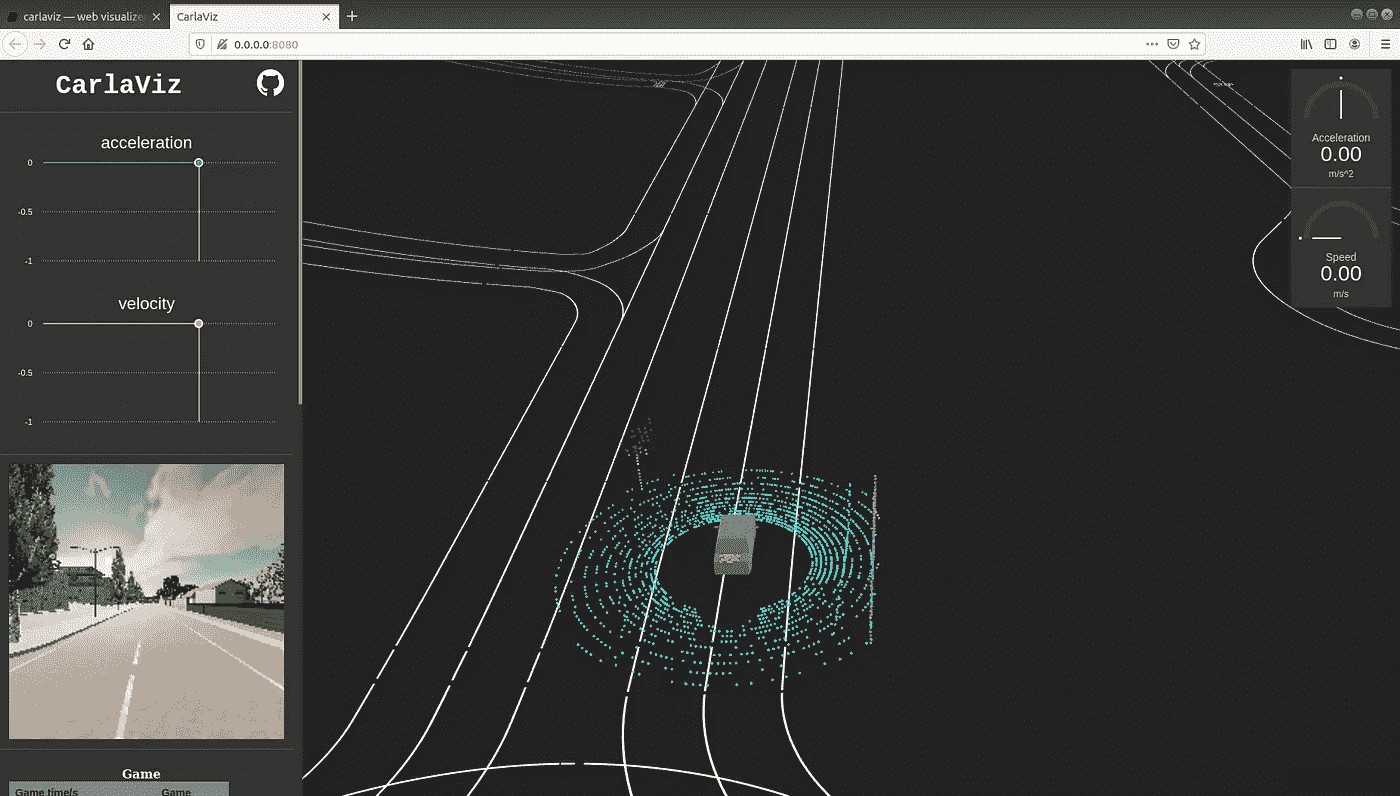 carlaviz — web visualize
CarlaViz
0.0.0.0:8080
CarlaViz
acceleration
0
-0.5
-1
velocity
0
-0.5
-1
Game
Game time/s
Game
Acceleration
0.00
m/s^2
Speed
0.00
m/s